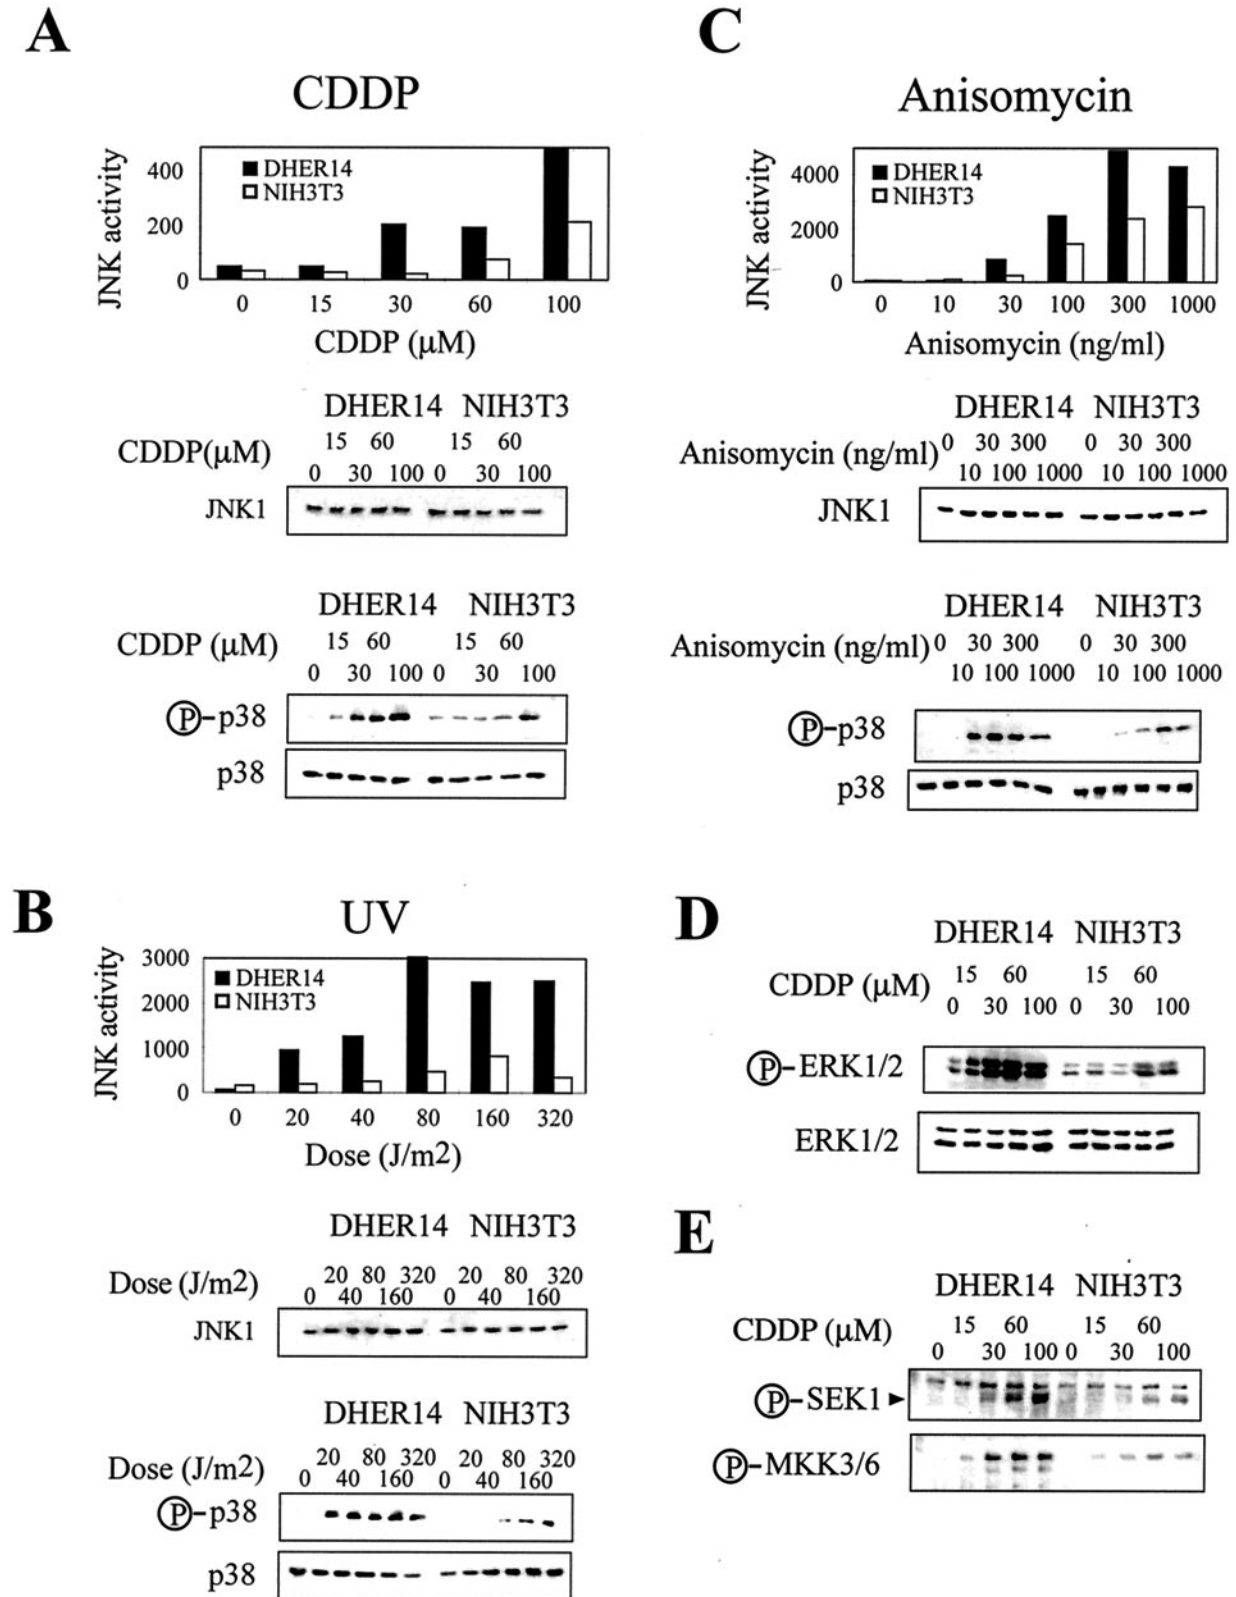 A
CDDP
JNK activity
400
200
0
DHER14
NIH3T3
0 15 30 60 100
CDDP (μM)
DHER14 NIH3T3
CDDP(μM)
15 60 15 60
0 30 100 0 30 100
JNK1
DHER14 NIH3T3
CDDP (μM)
15 60 15 60
0 30 100 0 30 100
P-p38
p38
B
UV
JNK activity
3000
2000
1000
0
DHER14
NIH3T3
0 20 40 80 160 320
Dose (J/m2)
DHER14 NIH3T3
Dose (J/m2)
20 80 320 20 80 320
0 40 160 0 40 160
JNK1
DHER14 NIH3T3
Dose (J/m2)
20 80 320 20 80 320
0 40 160 0 40 160
P-p38
p38
C
Anisomycin
JNK activity
4000
2000
0
DHER14
NIH3T3
0 10 30 100 300 1000
Anisomycin (ng/ml)
DHER14 NIH3T3
Anisomycin (ng/ml)
0 30 300 0 30 300
10 100 1000 10 100 1000
JNK1
DHER14 NIH3T3
Anisomycin (ng/ml)
0 30 300 0 30 300
10 100 1000 10 100 1000
P-p38
p38
D
DHER14 NIH3T3
CDDP (μM)
15 60 15 60
0 30 100 0 30 100
P-ERK1/2
ERK1/2
E
DHER14 NIH3T3
CDDP (μM)
15 60 15 60
0 30 100 0 30 100
P-SEK1
P-MKK3/6